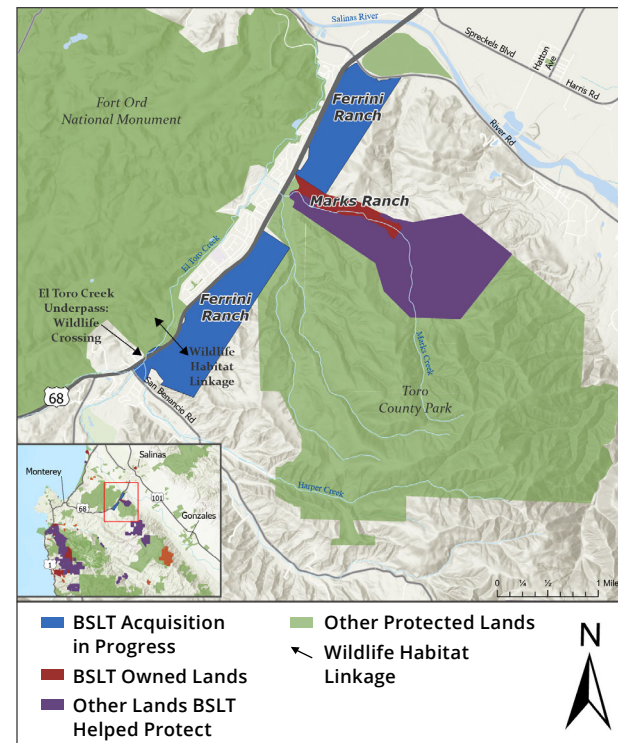 Salinas River
Spreckels Blvd
Hatton
Ave
Harris Rd
River Rd
Fort Ord
National Monument
Ferrini
Ranch
Marks Ranch
El Toro Creek
Ferrini
Ranch
El Toro Creek
Underpass:
Wildlife
Crossing
Wildlife
Habitat
Linkage
68
San Benancio Rd
Marks Creek
Toro
County Park
Harper Creek
Salinas
Monterey
68
101
Gonzales
1
0 ¼ ½ 1 Mile
BSLT Acquisition
in Progress
BSLT Owned Lands
Other Lands BSLT
Helped Protect
Other Protected Lands
Wildlife Habitat
Linkage
N